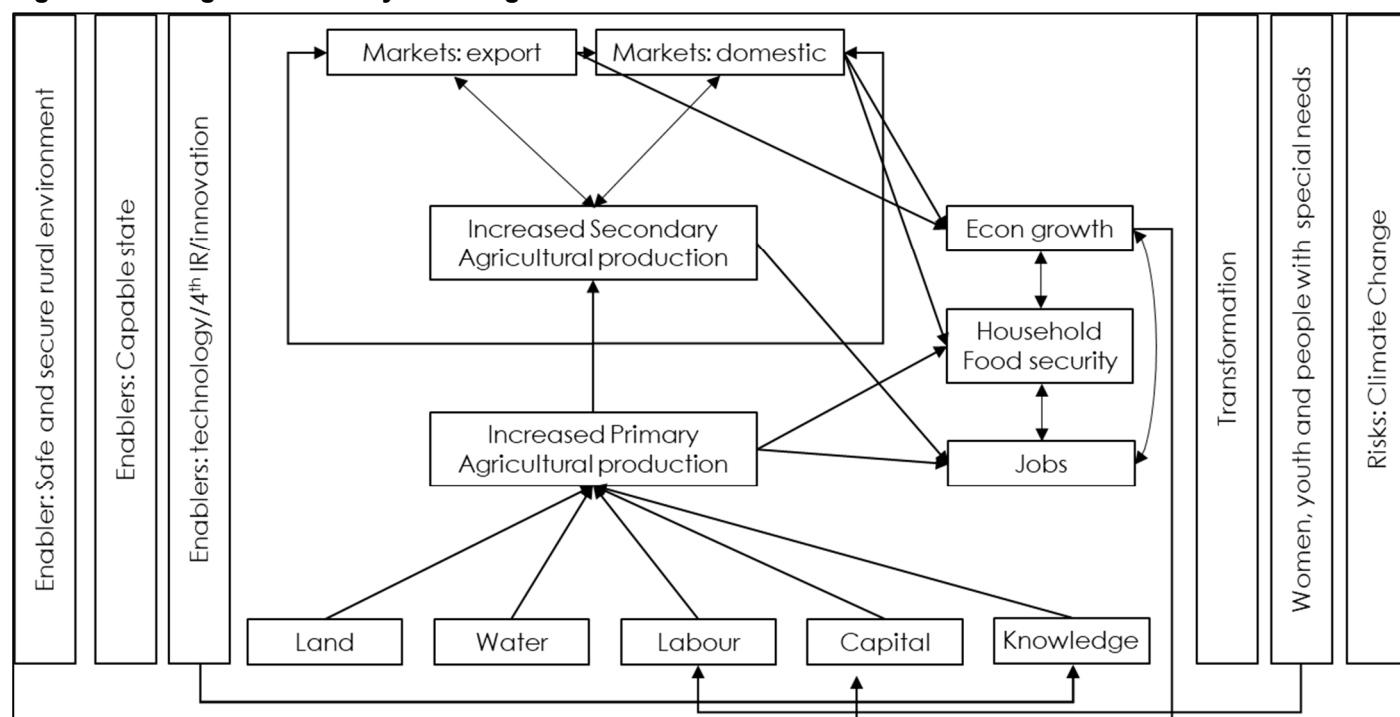 Enabler: Safe and secure rural environment
Enablers: Capable state
Enablers: technology/4th IR/innovation
Markets: export
Markets: domestic
Increased Secondary
Agricultural production
Increased Primary
Agricultural production
Econ growth
Household
Food security
Jobs
Land
Water
Labour
Capital
Knowledge
Transformation
Women, youth and people with special needs
Risks: Climate Change